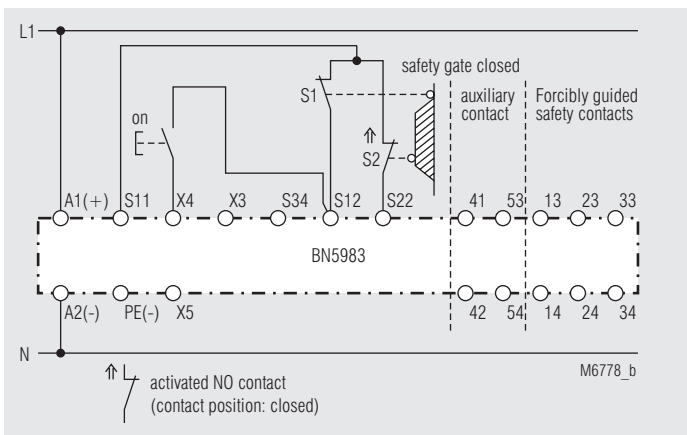 L1
safety gate closed
S1
auxiliary
contact
Forcibly guided
safety contacts
on
S2
A1(+) S11 X4 X3 S34 S12 S22 41 53 13 23 33
BN5983
A2(-) PE(-) X5 42 54 14 24 34
N
M6778_b
activated NO contact
(contact position: closed)